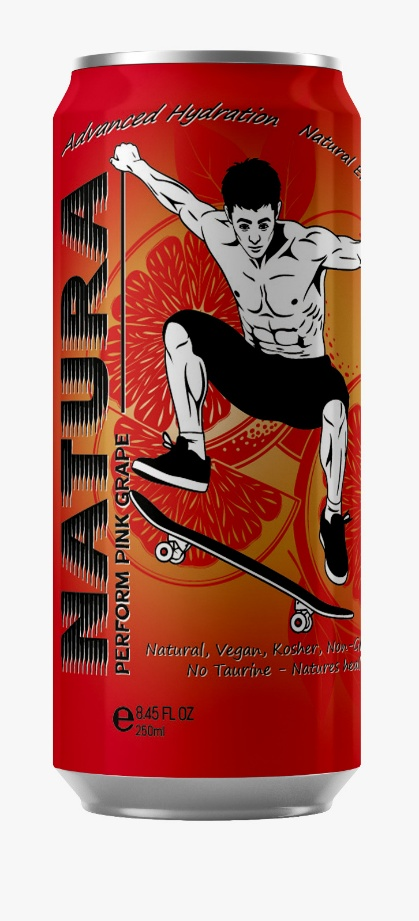 Advanced Hydration
Natural
NATURA
PERFORM PINK GRAPE
Natural, Vegan, Kosher, Non-
No Taurine - Natures
e 8.45 FL OZ
250ml